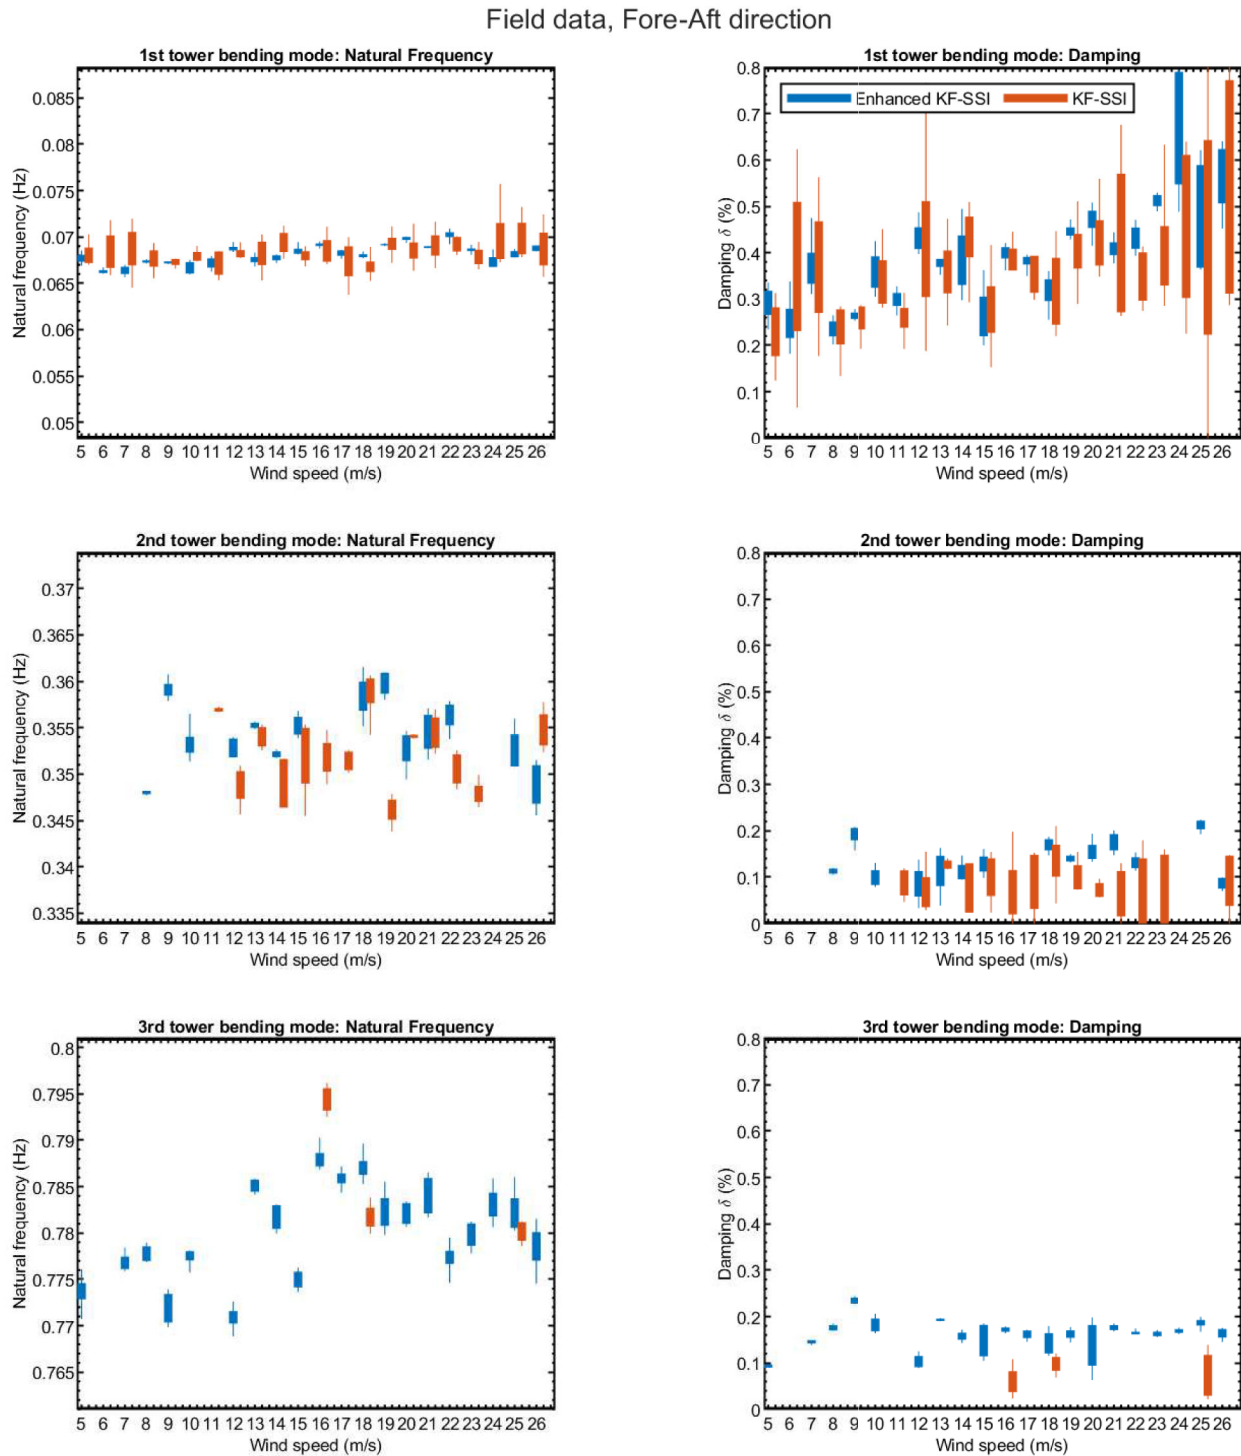 Field data, Fore-Aft direction
1st tower bending mode: Natural Frequency
Natural frequency (Hz)
0.085
0.08
0.075
0.07
0.065
0.06
0.055
0.05
5 6 7 8 9 10 11 12 13 14 15 16 17 18 19 20 21 22 23 24 25 26
Wind speed (m/s)
1st tower bending mode: Damping
Enhanced KF-SSI KF-SSI
Damping δ (%)
0.8
0.7
0.6
0.5
0.4
0.3
0.2
0.1
0
5 6 7 8 9 10 11 12 13 14 15 16 17 18 19 20 21 22 23 24 25 26
Wind speed (m/s)
2nd tower bending mode: Natural Frequency
Natural frequency (Hz)
0.37
0.365
0.36
0.355
0.35
0.345
0.34
0.335
5 6 7 8 9 10 11 12 13 14 15 16 17 18 19 20 21 22 23 24 25 26
Wind speed (m/s)
2nd tower bending mode: Damping
Damping δ (%)
0.8
0.7
0.6
0.5
0.4
0.3
0.2
0.1
0
5 6 7 8 9 10 11 12 13 14 15 16 17 18 19 20 21 22 23 24 25 26
Wind speed (m/s)
3rd tower bending mode: Natural Frequency
Natural frequency (Hz)
0.8
0.795
0.79
0.785
0.78
0.775
0.77
0.765
5 6 7 8 9 10 11 12 13 14 15 16 17 18 19 20 21 22 23 24 25 26
Wind speed (m/s)
3rd tower bending mode: Damping
Damping δ (%)
0.8
0.7
0.6
0.5
0.4
0.3
0.2
0.1
0
5 6 7 8 9 10 11 12 13 14 15 16 17 18 19 20 21 22 23 24 25 26
Wind speed (m/s)